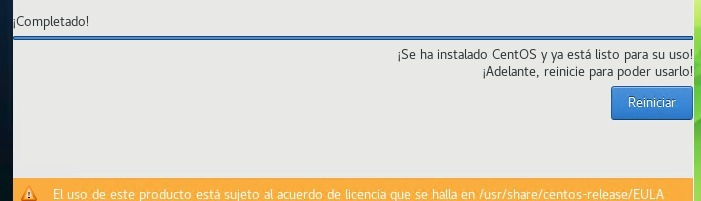 ¡Completado!
¡Se ha instalado CentOS y ya está listo para su uso!
¡Adelante, reinicie para poder usarlo!
Reiniciar
El uso de este producto está sujeto al acuerdo de licencia que se halla en /usr/share/centos-release/EULA